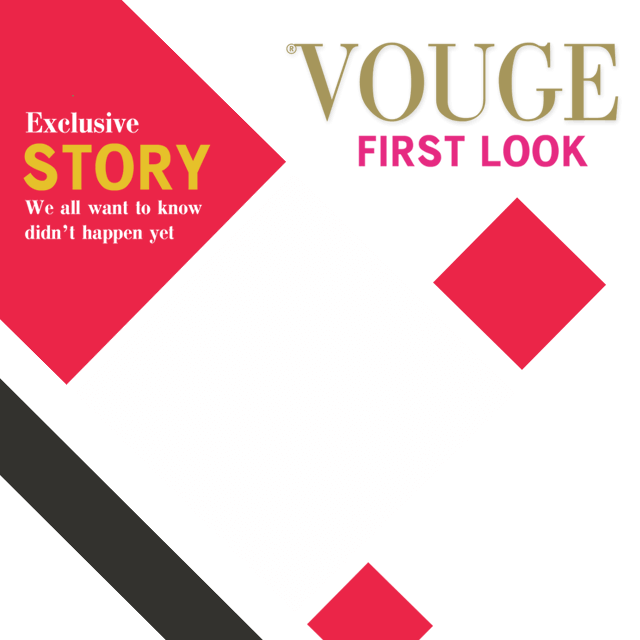 ® VOUGE
FIRST LOOK
Exclusive
STORY
We all want to know
didn't happen yet